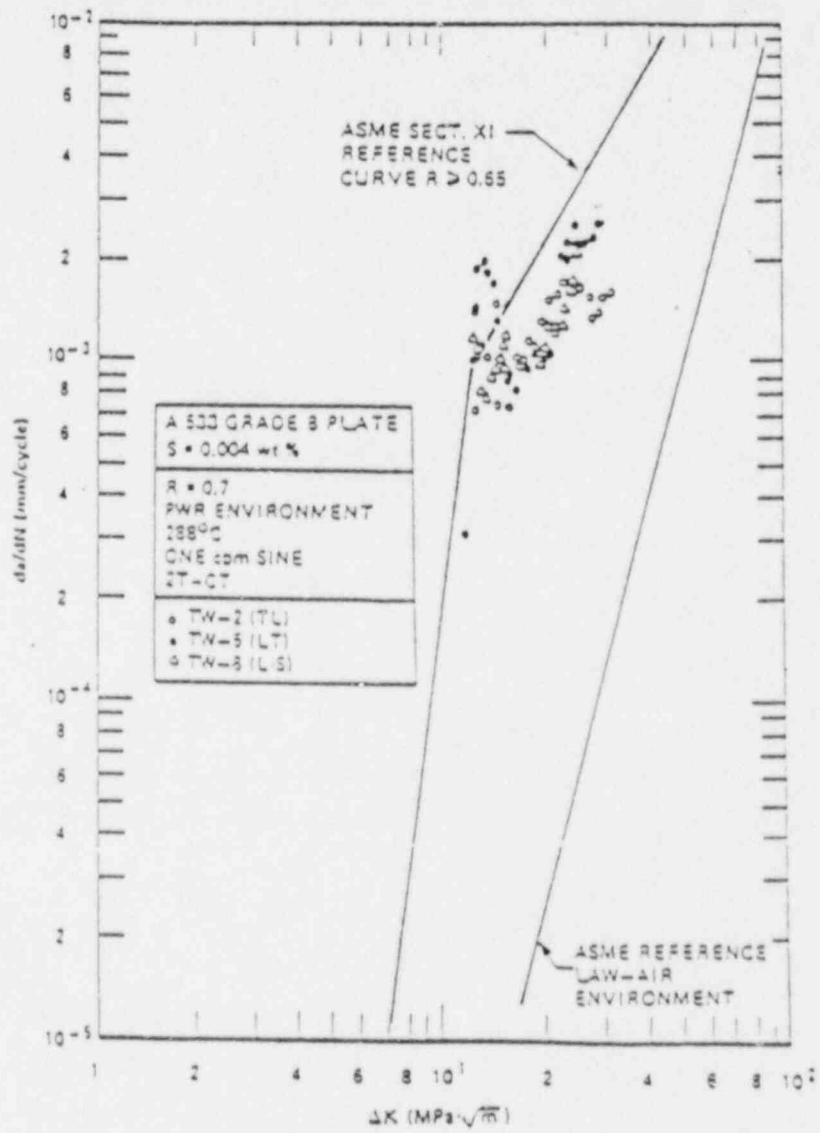 10⁻²
8
6
4
2
10⁻³
8
6
4
2
10⁻⁴
8
6
4
2
10⁻⁵
da/dN (mm/cycle)
ASME SECT. XI
REFERENCE
CURVE R ⩾ 0.65
A 533 GRADE B PLATE
S = 0.004 wt %
R = 0.7
PWR ENVIRONMENT
288°C
ONE cpm SINE
2T-CT
TW-2 (TL)
TW-5 (LT)
(LS)
ASME REFERENCE
LAW-AIR
ENVIRONMENT
1 2 4 6 8 10¹ 2 4 6 8 10²
ΔK (MPa·√m)